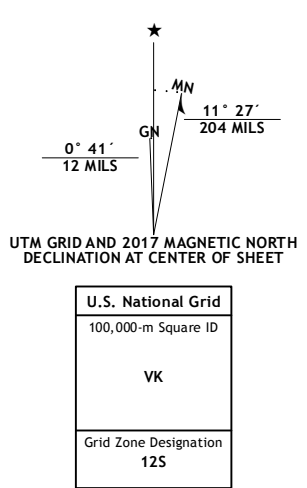 MN
GN
11° 27´
204 MILS
0° 41´
12 MILS
UTM GRID AND 2017 MAGNETIC NORTH
DECLINATION AT CENTER OF SHEET
U.S. National Grid
100,000-m Square ID
VK
Grid Zone Designation
12S